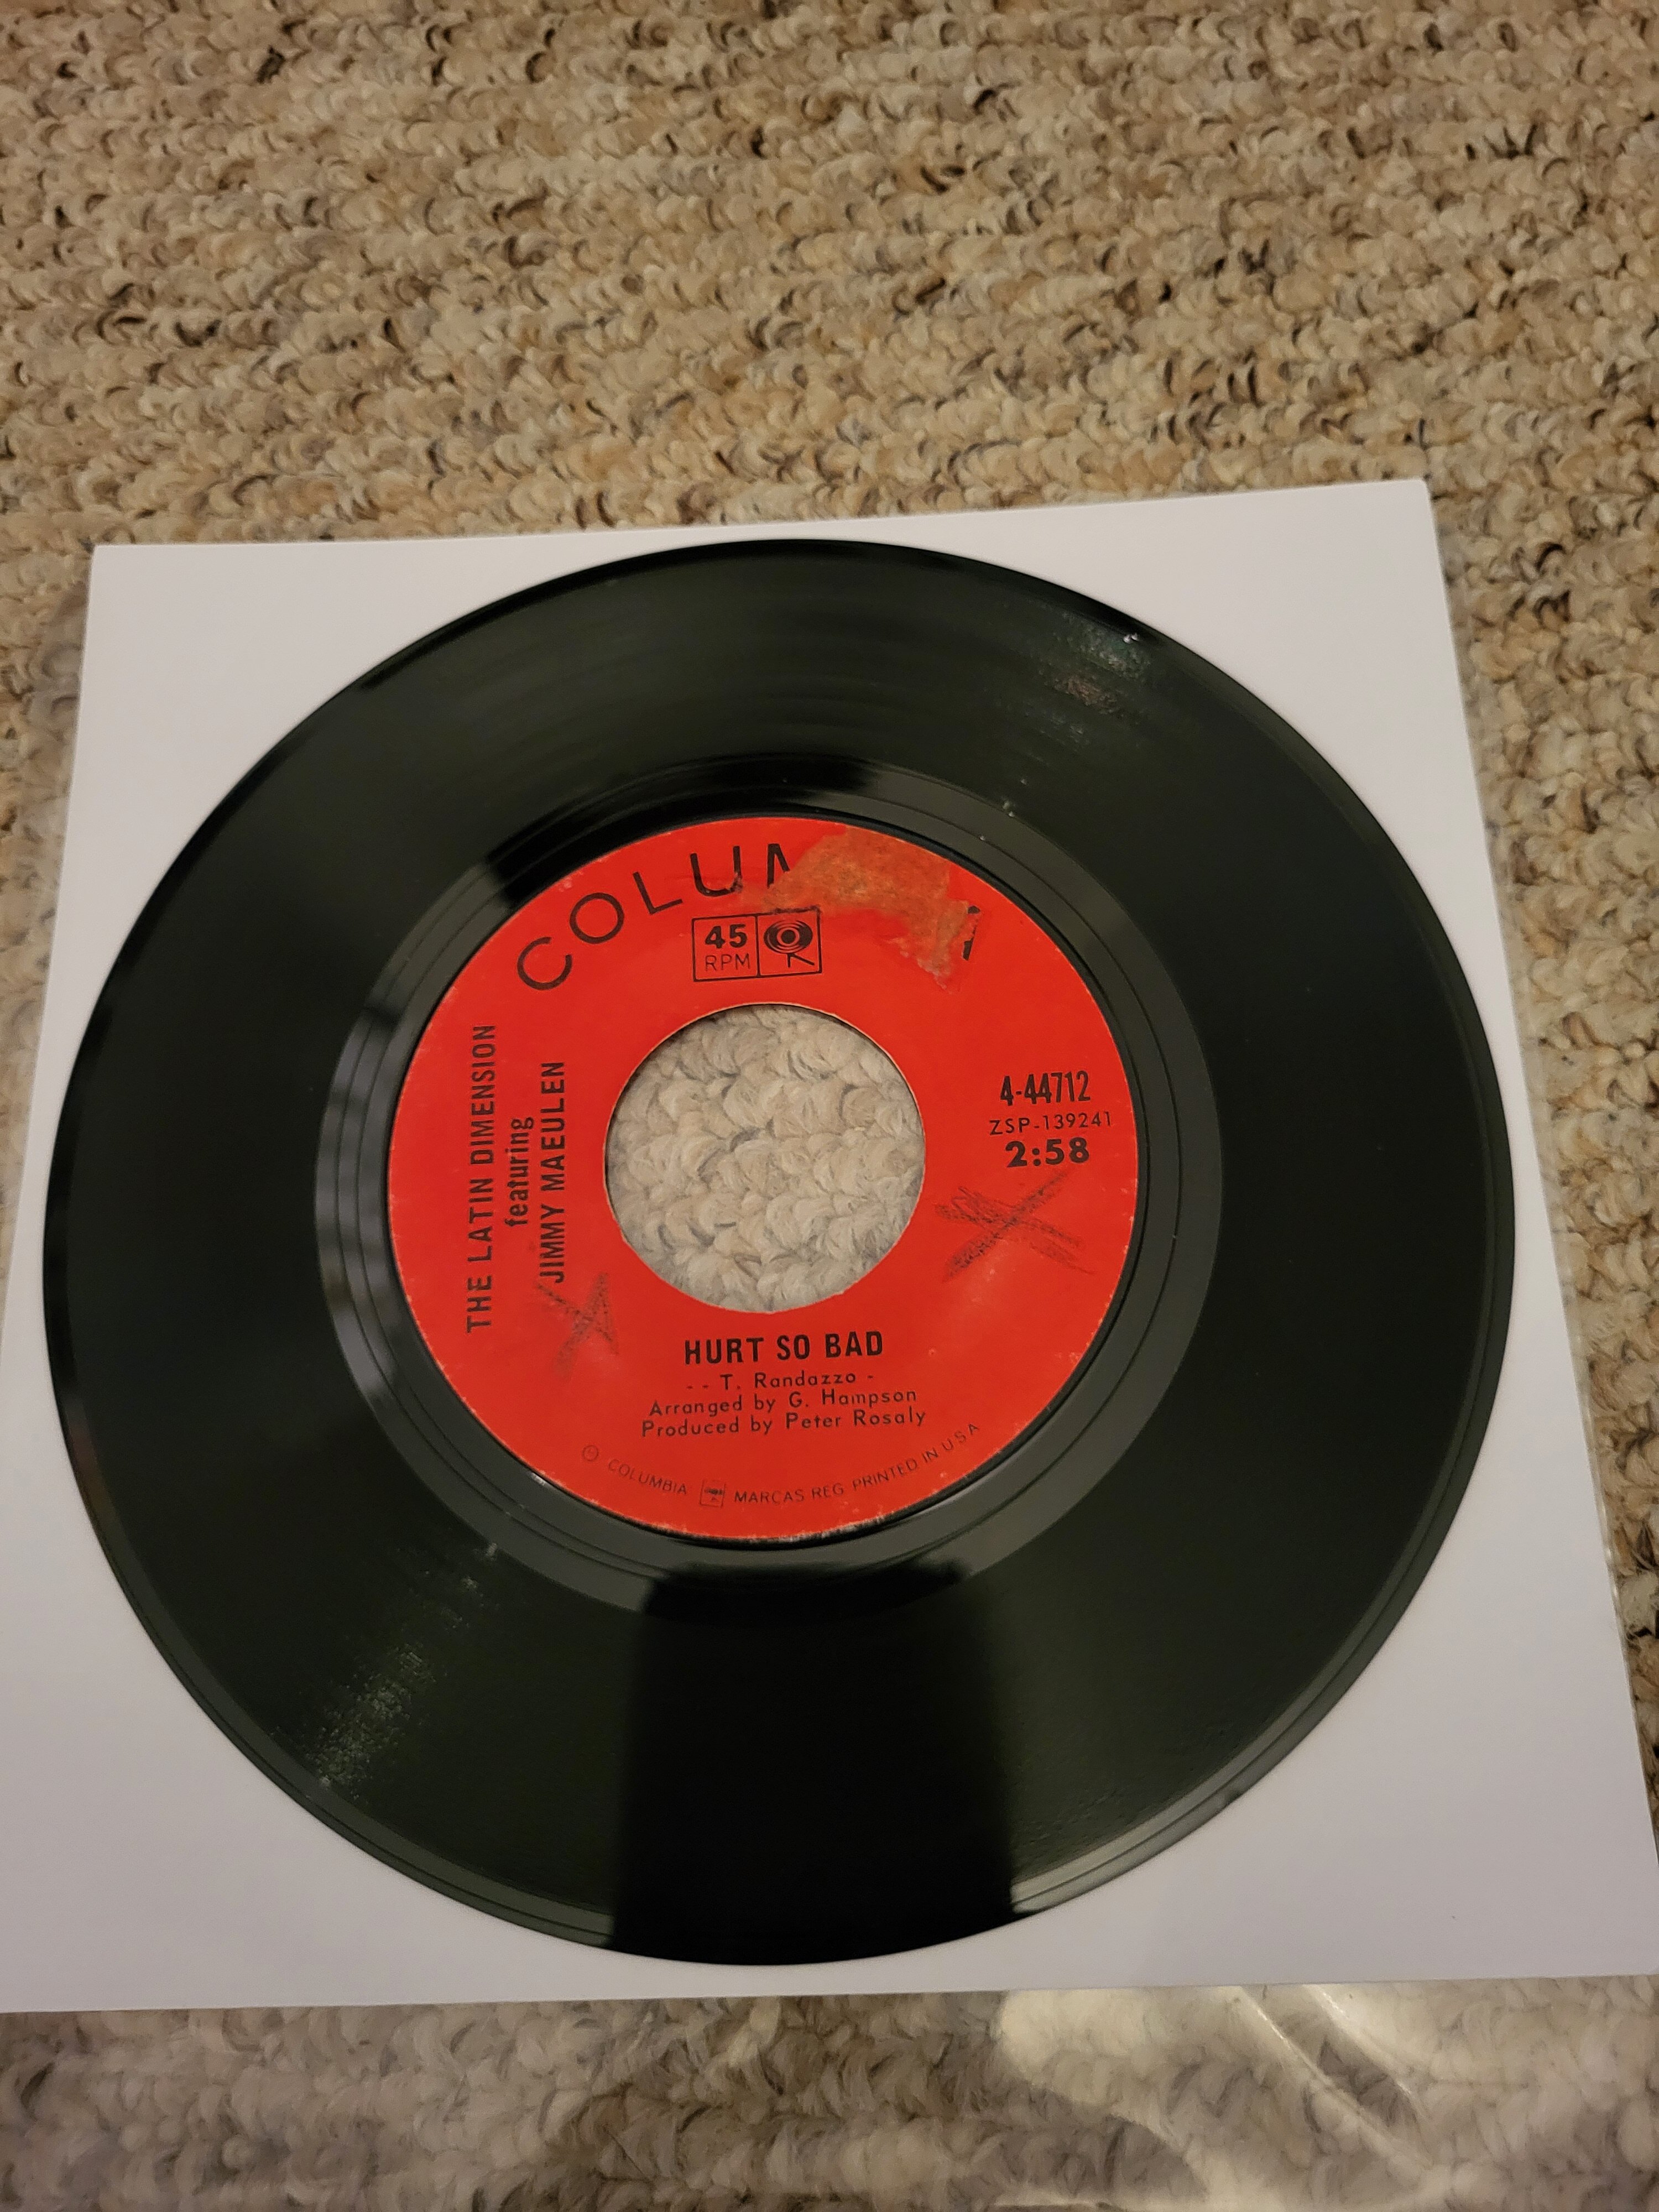 COLUM
45
RPM
THE LATIN DIMENSION
featuring
JIMMY MAEULEN
4-44712
ZSP-139241
2:58
HURT SO BAD
-- T. Randazzo -
Arranged by G. Hampson
Produced by Peter Rosaly
Ⓟ COLUMBIA MARCAS REG PRINTED IN U.S.A